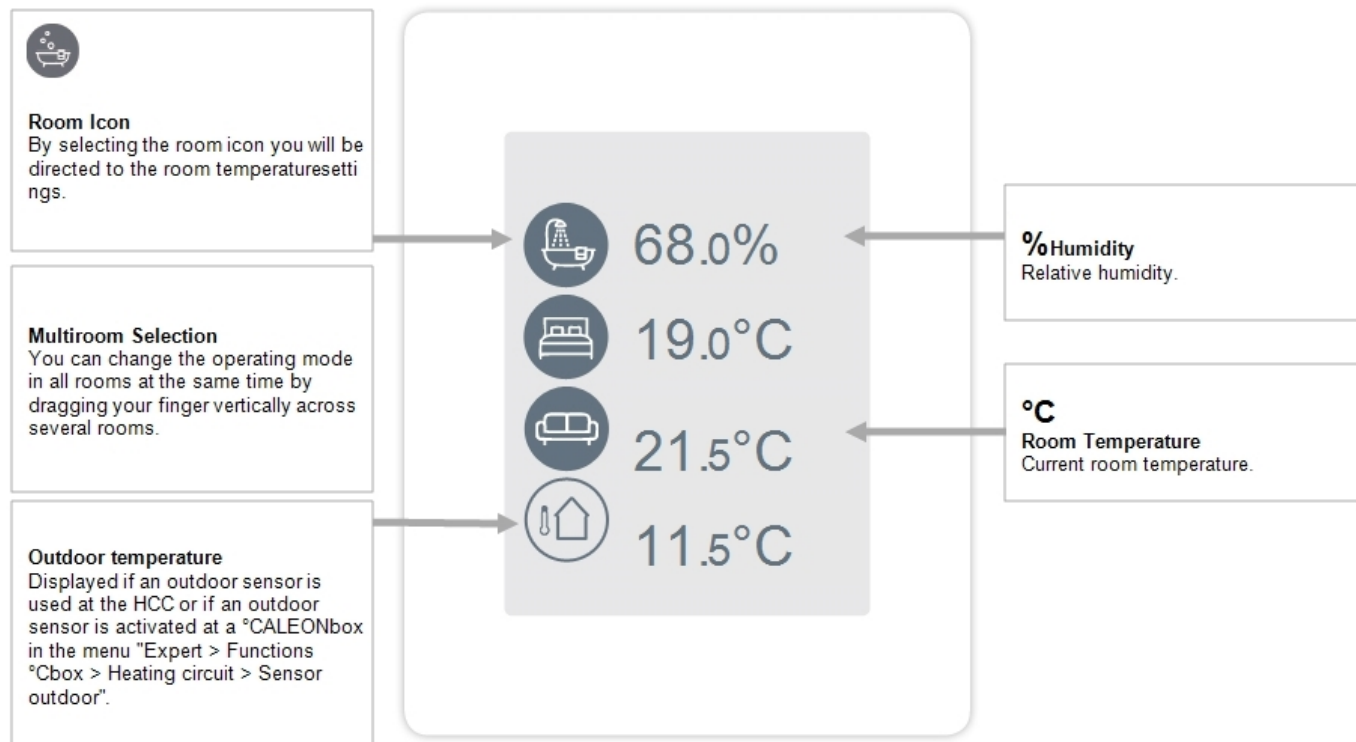 Room Icon
By selecting the room icon you will be
directed to the room temperaturesetti
ngs.
Multiroom Selection
You can change the operating mode
in all rooms at the same time by
dragging your finger vertically across
several rooms.
Outdoor temperature
Displayed if an outdoor sensor is
used at the HCC or if an outdoor
sensor is activated at a °CALEONbox
in the menu "Expert > Functions
°Cbox > Heating circuit > Sensor
outdoor".
68.0%
19.0°C
21.5°C
11.5°C
%Humidity
Relative humidity.
°C
Room Temperature
Current room temperature.